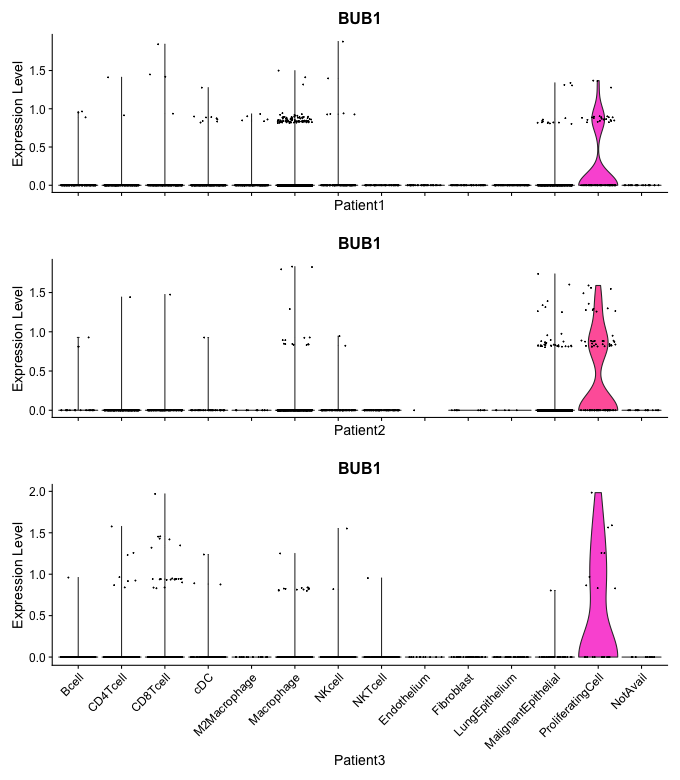 BUB1
Expression Level
1.5
1.0
0.5
0.0
Patient1
BUB1
Expression Level
1.5
1.0
0.5
0.0
Patient2
BUB1
Expression Level
2.0
1.5
1.0
0.5
0.0
Bcell
CD4Tcell
CD8Tcell
cDC
M2Macrophage
Macrophage
NKcell
NKTcell
Endothelium
Fibroblast
LungEpithelium
MalignantEpithelial
ProliferatingCell
NotAvail
Patient3